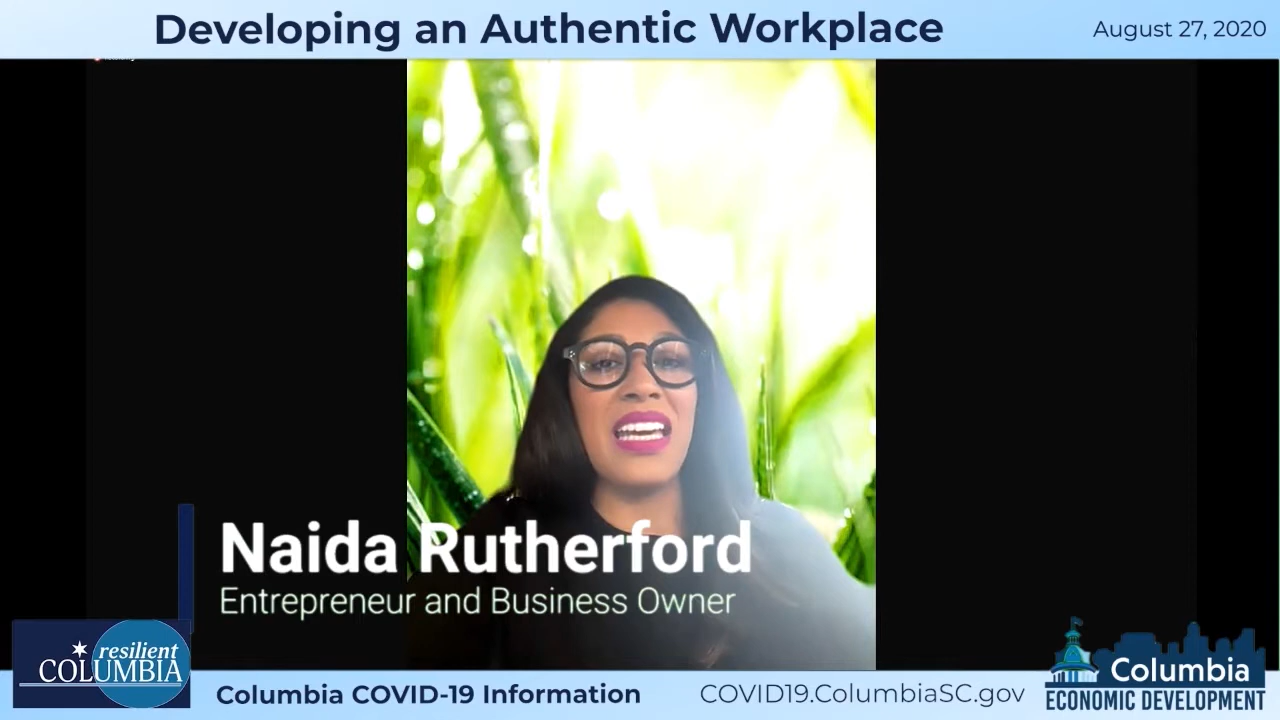 Developing an Authentic Workplace
August 27, 2020
Naida Rutherford
Entrepreneur and Business Owner
resilient
COLUMBIA
Columbia COVID-19 Information
COVID19.ColumbiaSC.gov
Columbia
ECONOMIC DEVELOPMENT